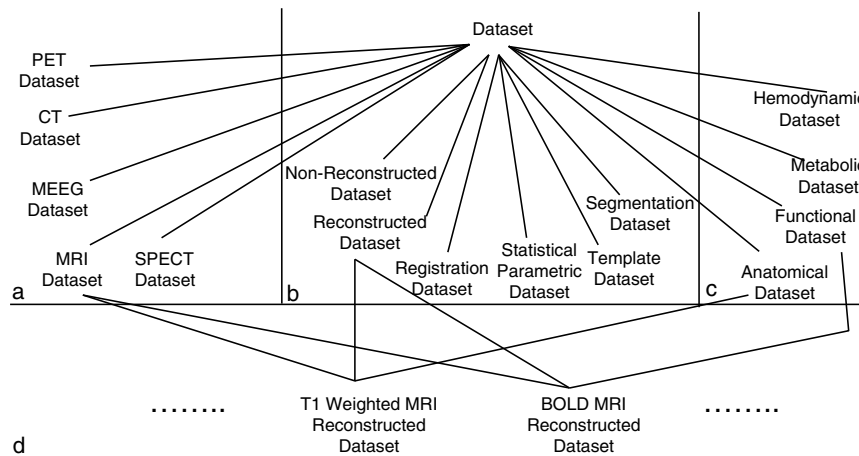 Dataset
PET
Dataset
CT
Dataset
MEEG
Dataset
MRI
Dataset
SPECT
Dataset
a
Non-Reconstructed
Dataset
Reconstructed
Dataset
Registration
Dataset
Statistical
Parametric
Dataset
Template
Dataset
Segmentation
Dataset
b
Hemodynamic
Dataset
Metabolic
Dataset
Functional
Dataset
Anatomical
Dataset
c
........
T1 Weighted MRI
Reconstructed
Dataset
BOLD MRI
Reconstructed
Dataset
........
d